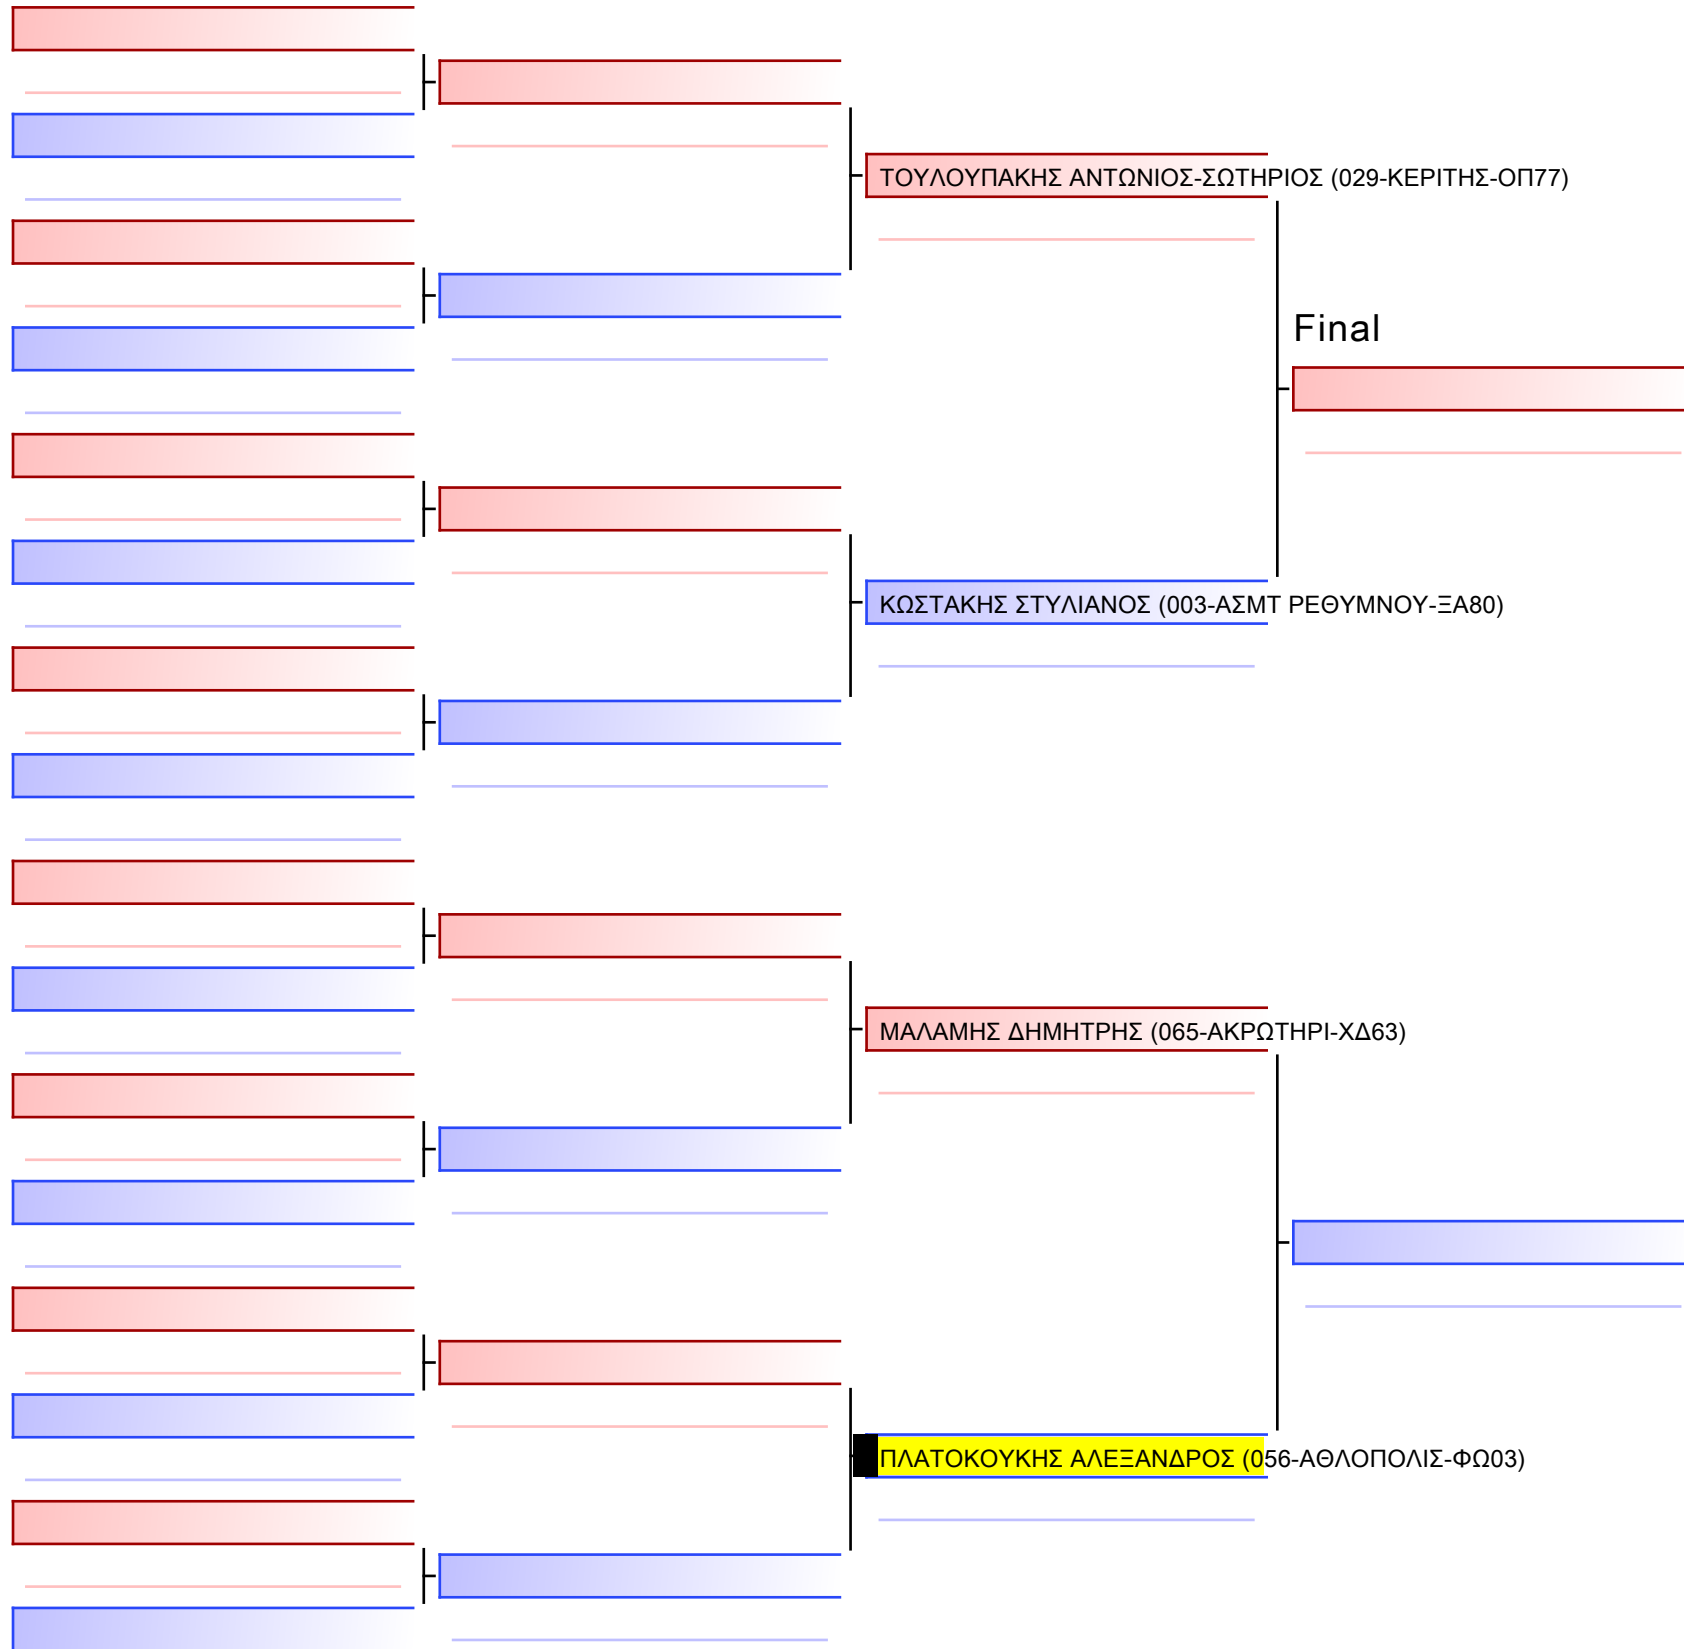 ΤΟΥΛΟΥΠΑΚΗΣ ΑΝΤΩΝΙΟΣ-ΣΩΤΗΡΙΟΣ (029-ΚΕΡΙΤΗΣ-ΟΠ77)
Final
ΚΩΣΤΑΚΗΣ ΣΤΥΛΙΑΝΟΣ (003-ΑΣΜΤ ΡΕΘΥΜΝΟΥ-ΞΑ80)
ΜΑΛΑΜΗΣ ΔΗΜΗΤΡΗΣ (065-ΑΚΡΩΤΗΡΙ-ΧΔ63)
ΠΛΑΤΟΚΟΥΚΗΣ ΑΛΕΞΑΝΔΡΟΣ (056-ΑΘΛΟΠΟΛΙΣ-ΦΩ03)